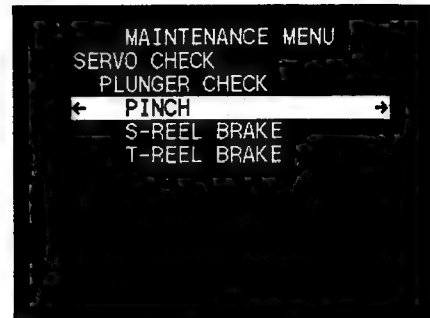 MAINTENANCE MENU
SERVO CHECK
PLUNGER CHECK
← PINCH →
S-REEL BRAKE
T-REEL BRAKE